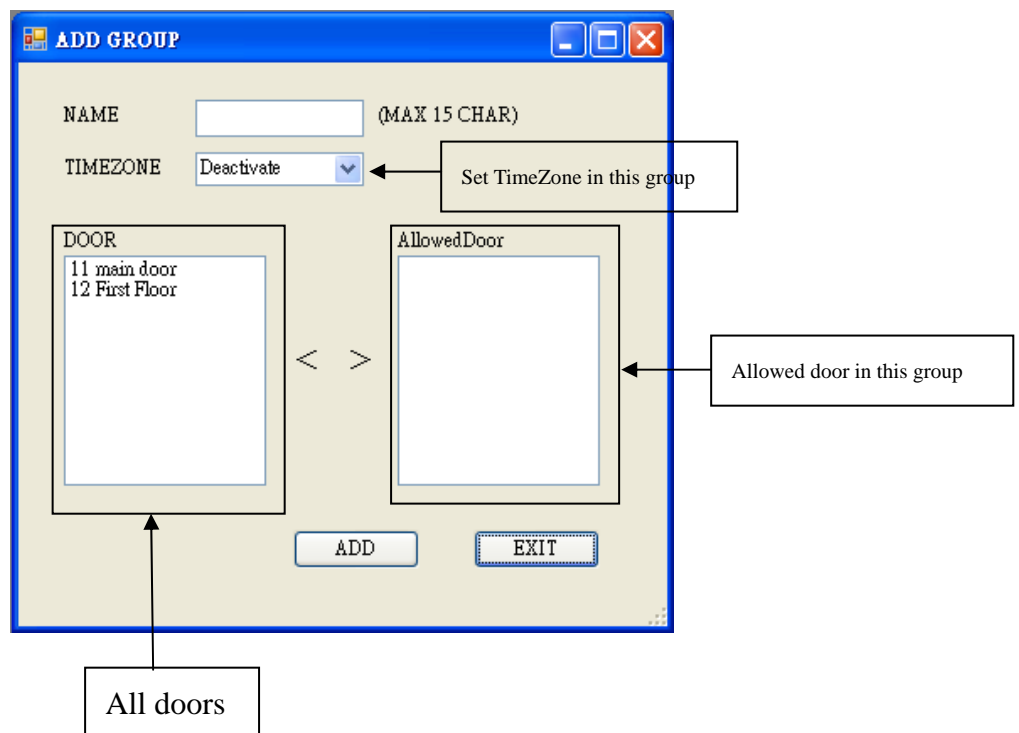 ADD GROUP
NAME
(MAX 15 CHAR)
TIMEZONE
Deactivate
Set TimeZone in this group
DOOR
11 main door
12 First Floor
< >
AllowedDoor
Allowed door in this group
ADD
EXIT
All doors